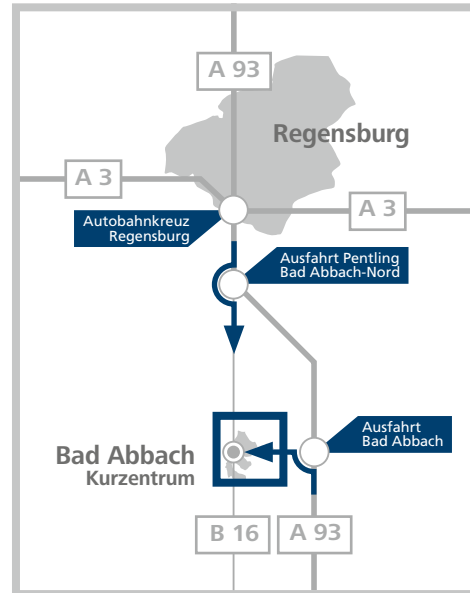 A 93
Regensburg
A 3
A 3
Autobahnkreuz
Regensburg
Ausfahrt Pentling
Bad Abbach-Nord
Ausfahrt
Bad Abbach
Bad Abbach
Kurzentrum
B 16
A 93